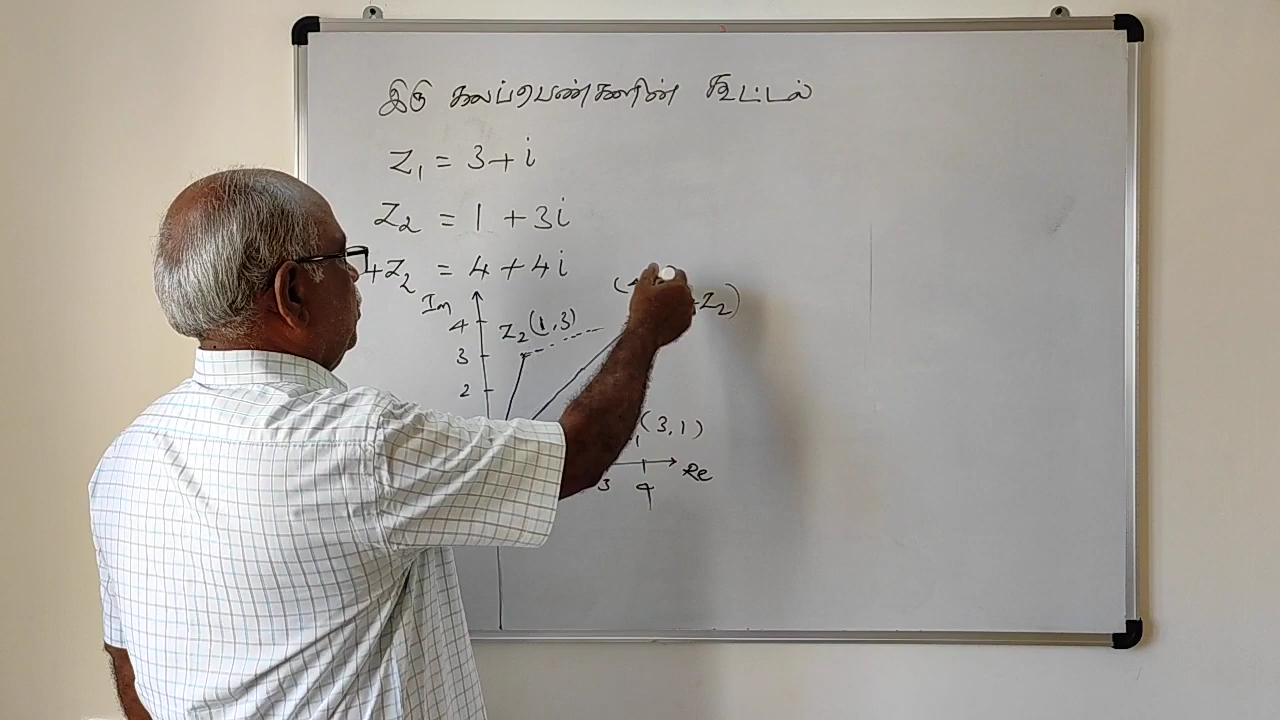 இரு கலப்பெண்களின் கூட்டல்
Z₁ = 3 + i
Z₂ = 1 + 3i
+Z₂ = 4 + 4i
Im
4
Z₂(1,3)
Z₂)
3
2
(3,1)
Re
3 4